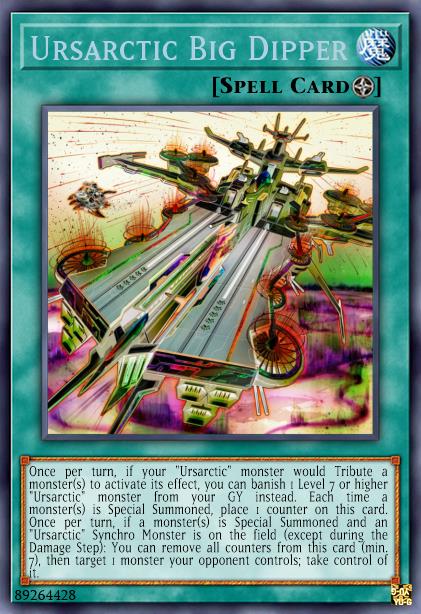 URSARCTIC BIG DIPPER
魔
[SPELL CARD]
Once per turn, if your "Ursarctic" monster would Tribute a
monster(s) to activate its effect, you can banish 1 Level 7 or higher
"Ursarctic" monster from your GY instead. Each time a
monster(s) is Special Summoned, place 1 counter on this card.
Once per turn, if a monster(s) is Special Summoned and an
"Ursarctic" Synchro Monster is on the field (except during the
Damage Step): You can remove all counters from this card (min.
7), then target 1 monster your opponent controls; take control of
it.
89264428